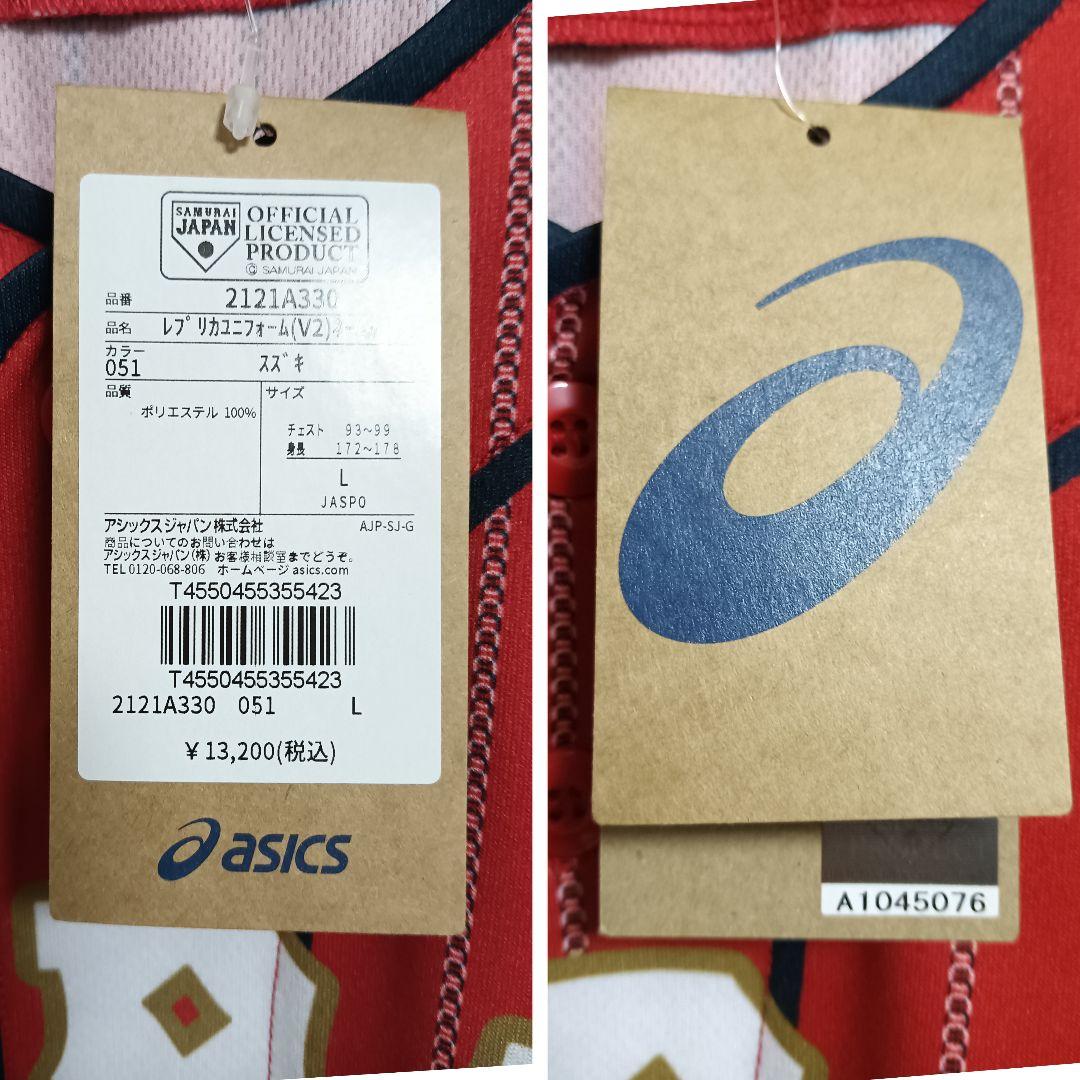 SAMURAI
JAPAN
OFFICIAL
LICENSED
PRODUCT
© SAMURAI JAPAN
品番 2121A330
品名 レプリカユニフォーム(V2)
カラー
051 スズキ
品質
ポリエステル 100%
サイズ
チェスト 93~99
身長 172~178
L
JASPO
アシックスジャパン株式会社 AJP-SJ-G
商品についてのお問い合わせは
アシックスジャパン(株)お客様相談室までどうぞ。
TEL 0120-068-806 ホームページ asics.com
T4550455355423
T4550455355423
2121A330 051 L
¥13,200(税込)
asics
A1045076